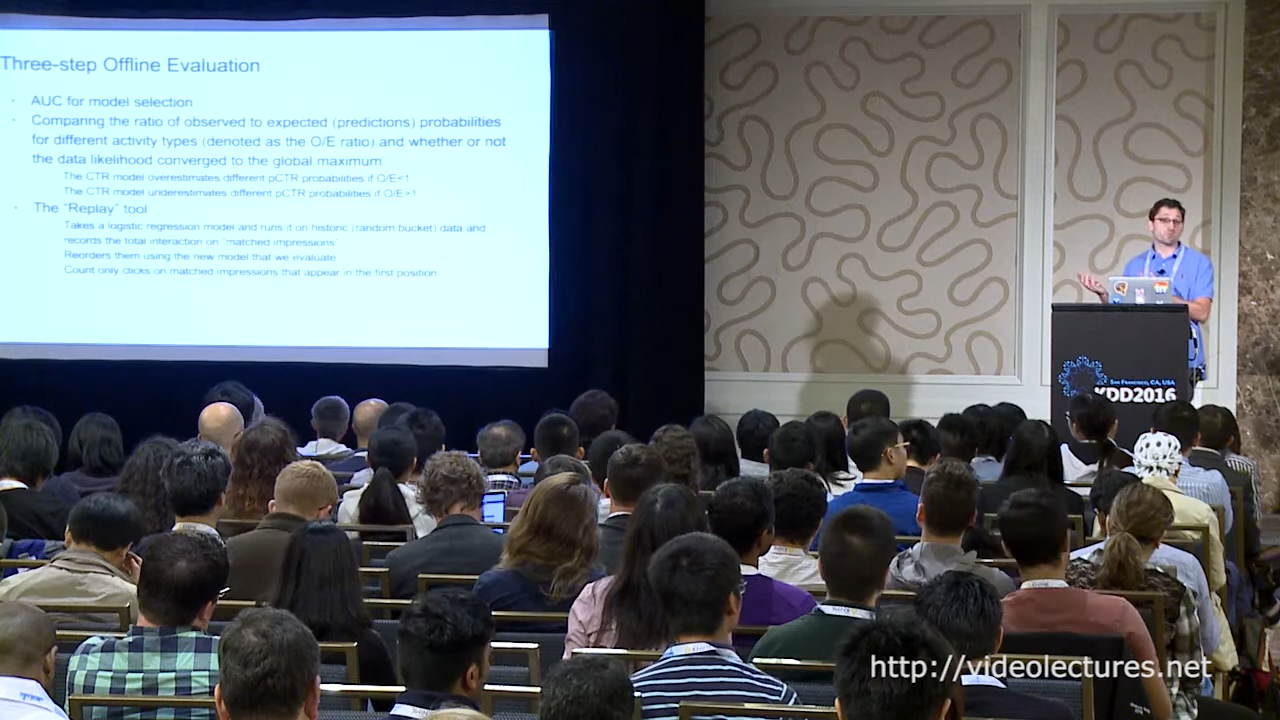 Three-step Offline Evaluation
AUC for model selection
Comparing the ratio of observed to expected (predictions) probabilities
for different activity types (denoted as the O/E ratio) and whether or not
the data likelihood converged to the global maximum
The CTR model overestimates different pCTR probabilities if O/E<1
The CTR model underestimates different pCTR probabilities if O/E>1
The "Replay" tool
Takes a logistic regression model and runs it on historic (random bucket) data and
records the total interaction on "matched impressions"
Reorders them using the new model that we evaluate
Count only clicks on matched impressions that appear in the first position
San Francisco, CA, USA
KDD2016
http://videolectures.net